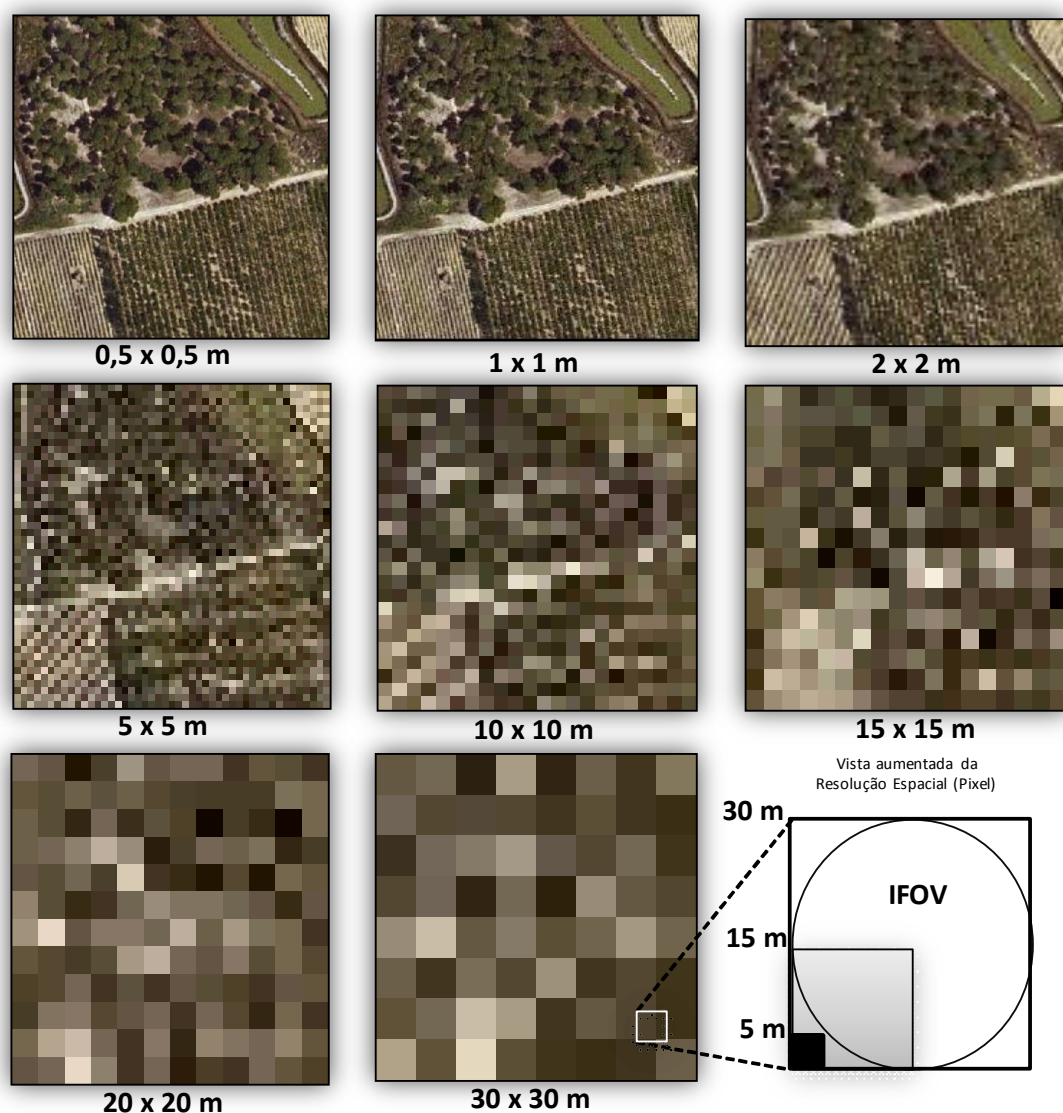 0,5 x 0,5 m
1 x 1 m
2 x 2 m
5 x 5 m
10 x 10 m
15 x 15 m
20 x 20 m
30 x 30 m
Vista aumentada da
Resolução Espacial (Pixel)
30 m
IFOV
15 m
5 m